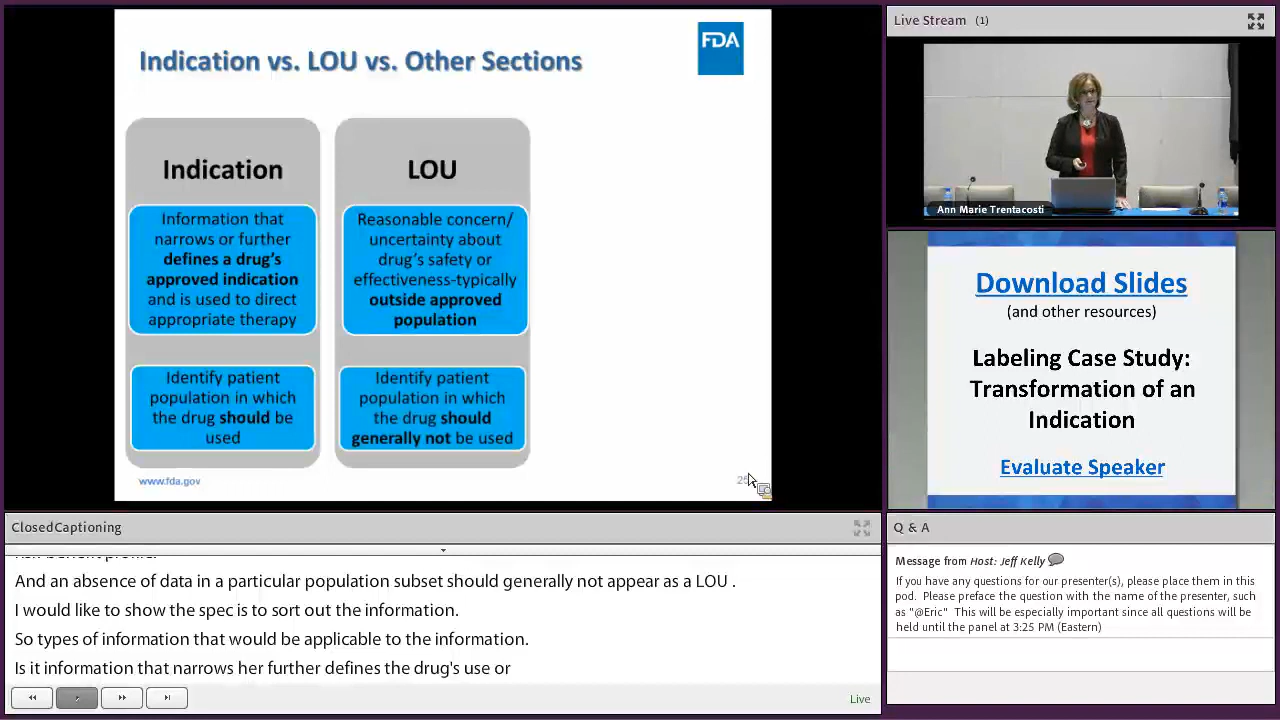 Indication vs. LOU vs. Other Sections
FDA
Indication
Information that
narrows or further
defines a drug's
approved indication
and is used to direct
appropriate therapy
Identify patient
population in which
the drug should be
used
LOU
Reasonable concern/
uncertainty about
drug's safety or
effectiveness-typically
outside approved
population
Identify patient
population in which
the drug should
generally not be used
www.fda.gov
Live Stream (1)
Ann Marie Trentacosti
Download Slides
(and other resources)
Labeling Case Study:
Transformation of an
Indication
Evaluate Speaker
ClosedCaptioning
And an absence of data in a particular population subset should generally not appear as a LOU .
I would like to show the spec is to sort out the information.
So types of information that would be applicable to the information.
Is it information that narrows her further defines the drug's use or
Live
Q & A
Message from Host: Jeff Kelly
If you have any questions for our presenter(s), please place them in this
pod. Please preface the question with the name of the presenter, such
as "@Eric" This will be especially important since all questions will be
held until the panel at 3:25 PM (Eastern)